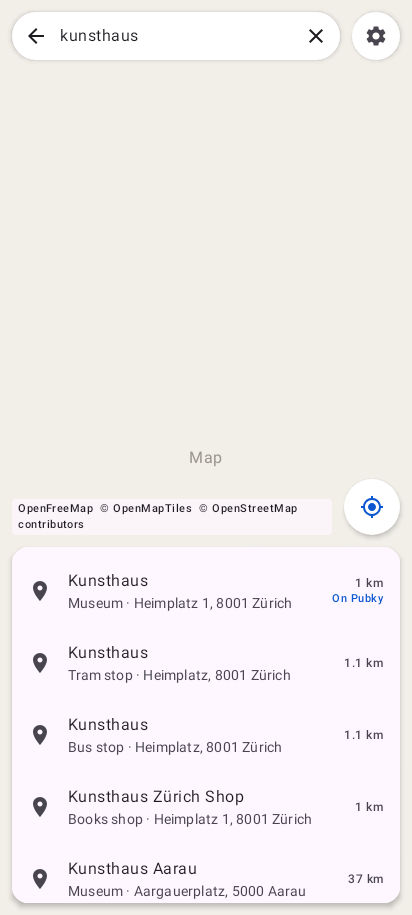 kunsthaus
Map
OpenFreeMap © OpenMapTiles © OpenStreetMap
contributors
Kunsthaus
1 km
Museum · Heimplatz 1, 8001 Zürich
On Pubky
Kunsthaus
Tram stop · Heimplatz, 8001 Zürich
1.1 km
Kunsthaus
Bus stop · Heimplatz, 8001 Zürich
1.1 km
Kunsthaus Zürich Shop
Books shop · Heimplatz 1, 8001 Zürich
1 km
Kunsthaus Aarau
Museum · Aargauerplatz, 5000 Aarau
37 km